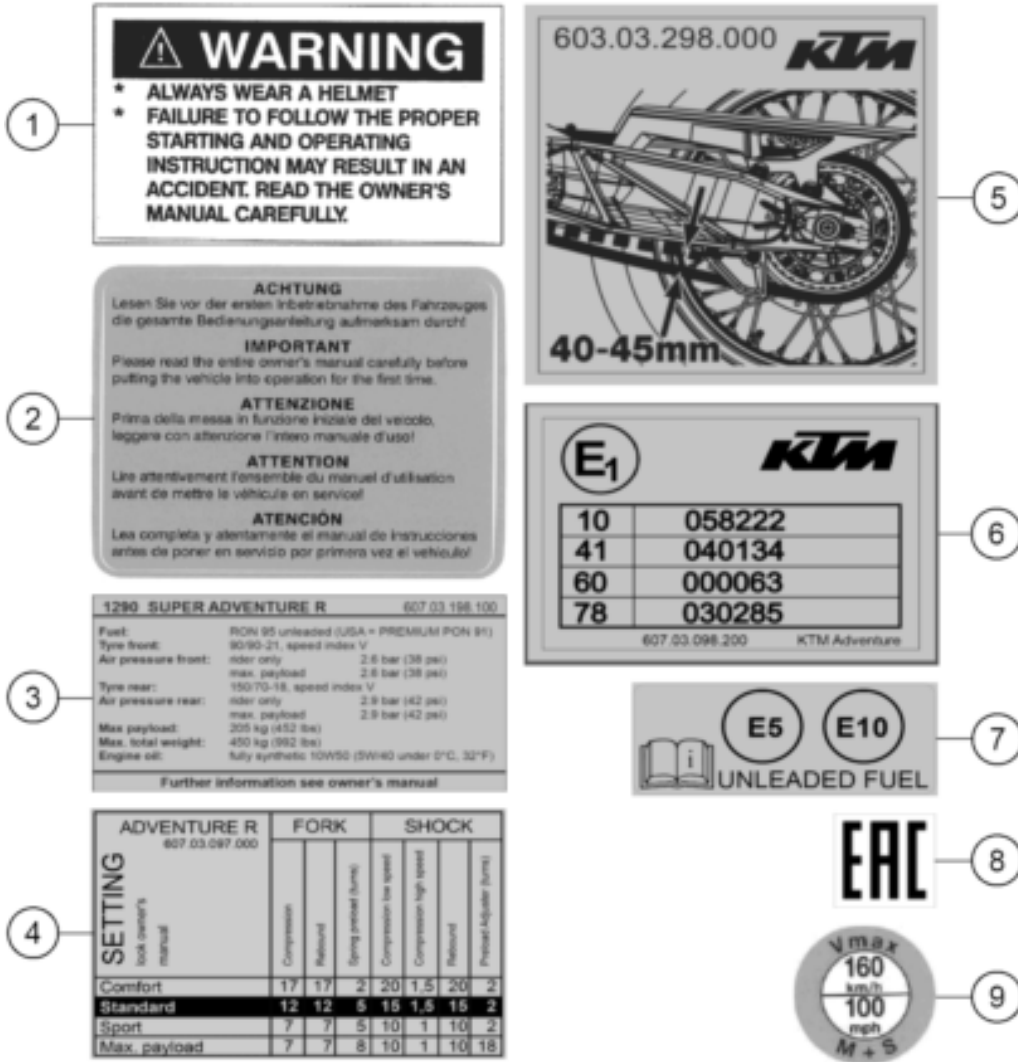 1
⚠ WARNING
* ALWAYS WEAR A HELMET
* FAILURE TO FOLLOW THE PROPER
STARTING AND OPERATING
INSTRUCTION MAY RESULT IN AN
ACCIDENT. READ THE OWNER'S
MANUAL CAREFULLY.
2
ACHTUNG
Lesen Sie vor der ersten Inbetriebnahme des Fahrzeuges
die gesamte Bedienungsanleitung aufmerksam durch!
IMPORTANT
Please read the entire owner's manual carefully before
putting the vehicle into operation for the first time.
ATTENZIONE
Prima della messa in funzione iniziale del veicolo,
leggere con attenzione l'intero manuale d'uso!
ATTENTION
Lire attentivement l'ensemble du manuel d'utilisation
avant de mettre le véhicule en service!
ATENCIÓN
Lea completa y atentamente el manual de instrucciones
antes de poner en servicio por primera vez el vehiculo!
3
1290 SUPER ADVENTURE R 607.03.198.100
Fuel: RON 95 unleaded (USA = PREMIUM PON 91)
Tyre front: 90/90-21, speed index V
Air pressure front: rider only 2.6 bar (38 psi)
max. payload 2.6 bar (38 psi)
Tyre rear: 150/70-18, speed index V
Air pressure rear: rider only 2.9 bar (42 psi)
max. payload 2.9 bar (42 psi)
Max payload: 205 kg (452 lbs)
Max. total weight: 450 kg (992 lbs)
Engine oil: fully synthetic 10W50 (5W/40 under 0°C, 32°F)
Further information see owner's manual
4
ADVENTURE R FORK SHOCK
607.03.097.000
SETTING
look owner's
manual
Compression
Rebound
Spring preload (turns)
Compression low speed
Compression high speed
Rebound
Preload Adjuster (turns)
Comfort 17 17 2 20 1,5 20 2
Standard 12 12 5 15 1,5 15 2
Sport 7 7 5 10 1 10 2
Max. payload 7 7 8 10 1 10 18
603.03.298.000 KTM
40-45mm
5
E1 KTM
10 058222
41 040134
60 000063
78 030285
607.03.098.200 KTM Adventure
6
E5 E10
i UNLEADED FUEL
7
EAC
8
Vmax
160
km/h
100
mph
M + S
9